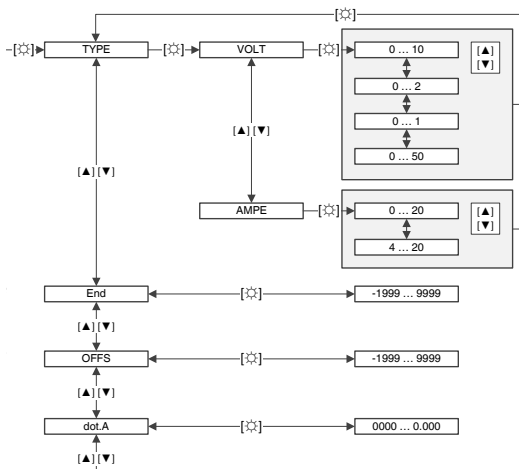 [☼]
[☼] TYPE [☼] VOLT [☼] 0 ... 10 [▲]
[▼]
0 ... 2
0 ... 1
[▲] [▼] [▲] [▼]
0 ... 50
AMPE [☼] 0 ... 20 [▲]
[▼]
4 ... 20
End [☼] -1999 ... 9999
[▲] [▼]
OFFS [☼] -1999 ... 9999
[▲] [▼]
dot.A [☼] 0000 ... 0.000
[▲] [▼]